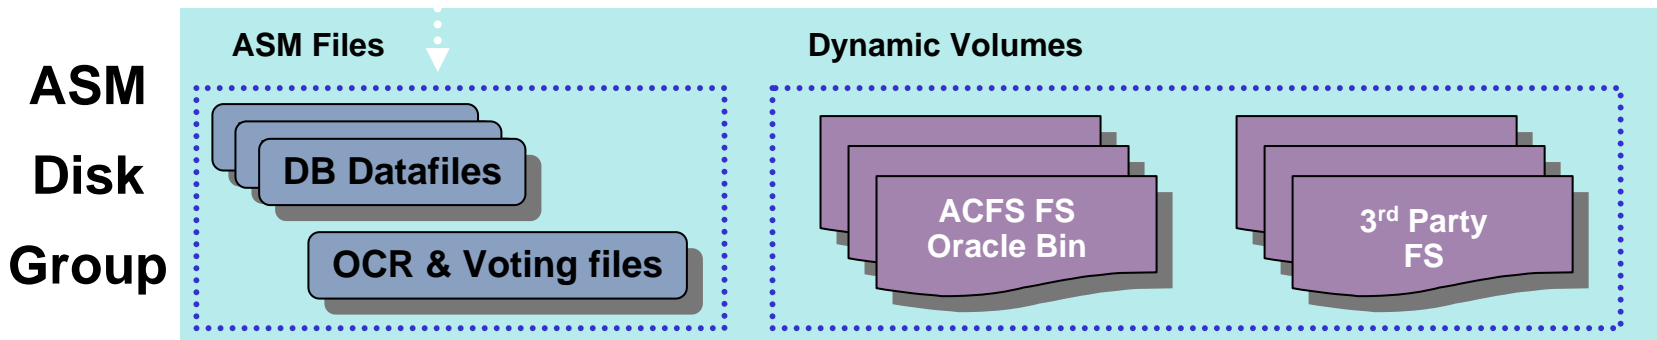 ASM
Disk
Group
ASM Files
DB Datafiles
OCR & Voting files
Dynamic Volumes
ACFS FS
Oracle Bin
3rd Party
FS